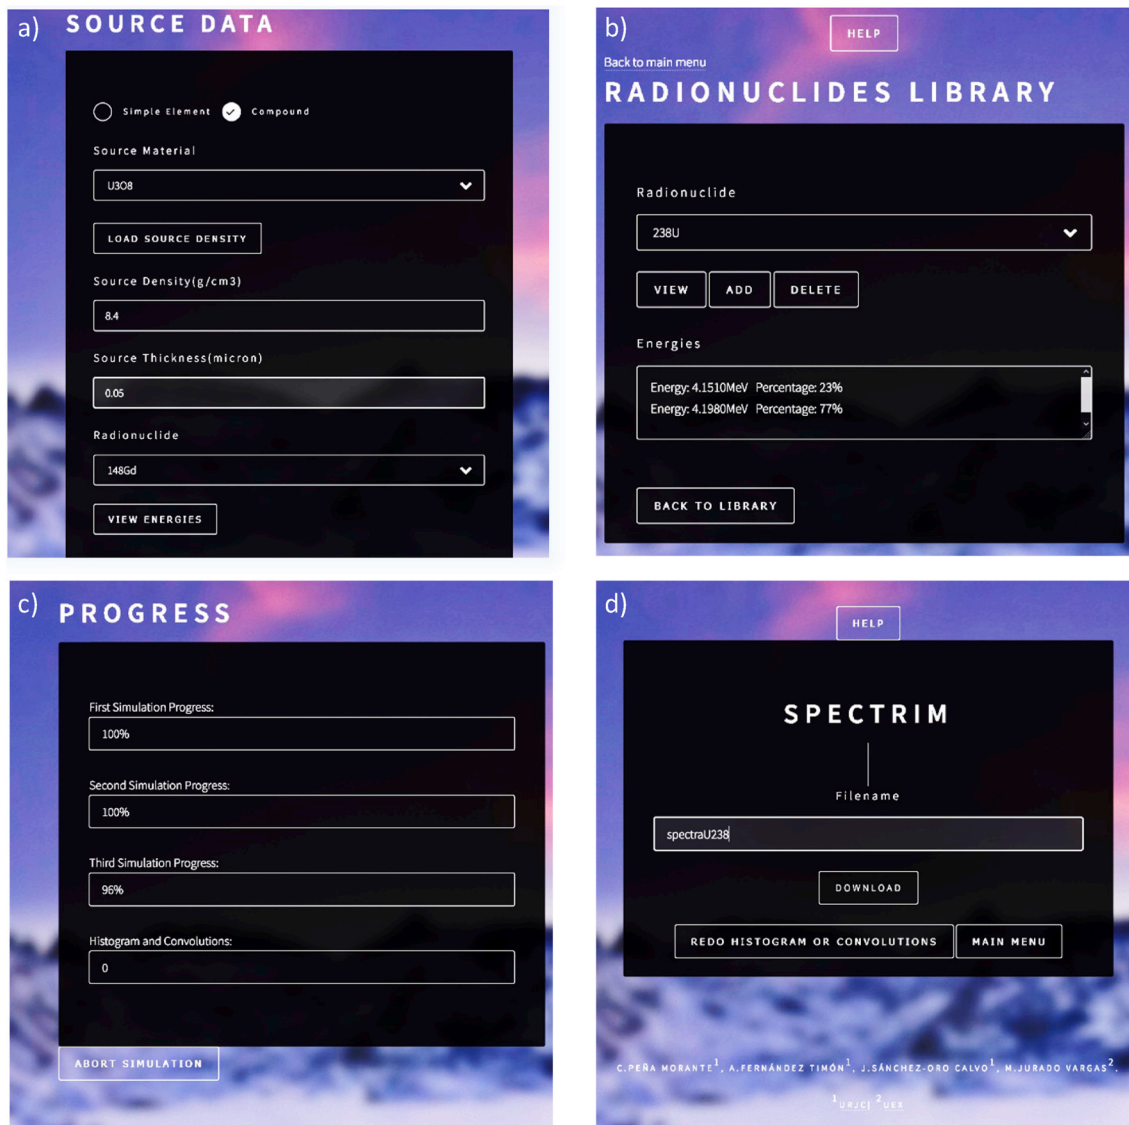 a)
SOURCE DATA
Simple Element Compound
Source Material
U3O8
LOAD SOURCE DENSITY
Source Density(g/cm3)
8.4
Source Thickness(micron)
0.05
Radionuclide
148Gd
VIEW ENERGIES
b)
HELP
Back to main menu
RADIONUCLIDES LIBRARY
Radionuclide
238U
VIEW ADD DELETE
Energies
Energy: 4.1510MeV Percentage: 23%
Energy: 4.1980MeV Percentage: 77%
BACK TO LIBRARY
c)
PROGRESS
First Simulation Progress:
100%
Second Simulation Progress:
100%
Third Simulation Progress:
96%
Histogram and Convolutions:
0
ABORT SIMULATION
d)
HELP
SPECTRIM
Filename
spectraU238
DOWNLOAD
REDO HISTOGRAM OR CONVOLUTIONS MAIN MENU
C.PEÑA MORANTE¹, A.FERNÁNDEZ TIMÓN¹, J.SÁNCHEZ-ORO CALVO¹, M.JURADO VARGAS²,
¹URJC| ²UEX